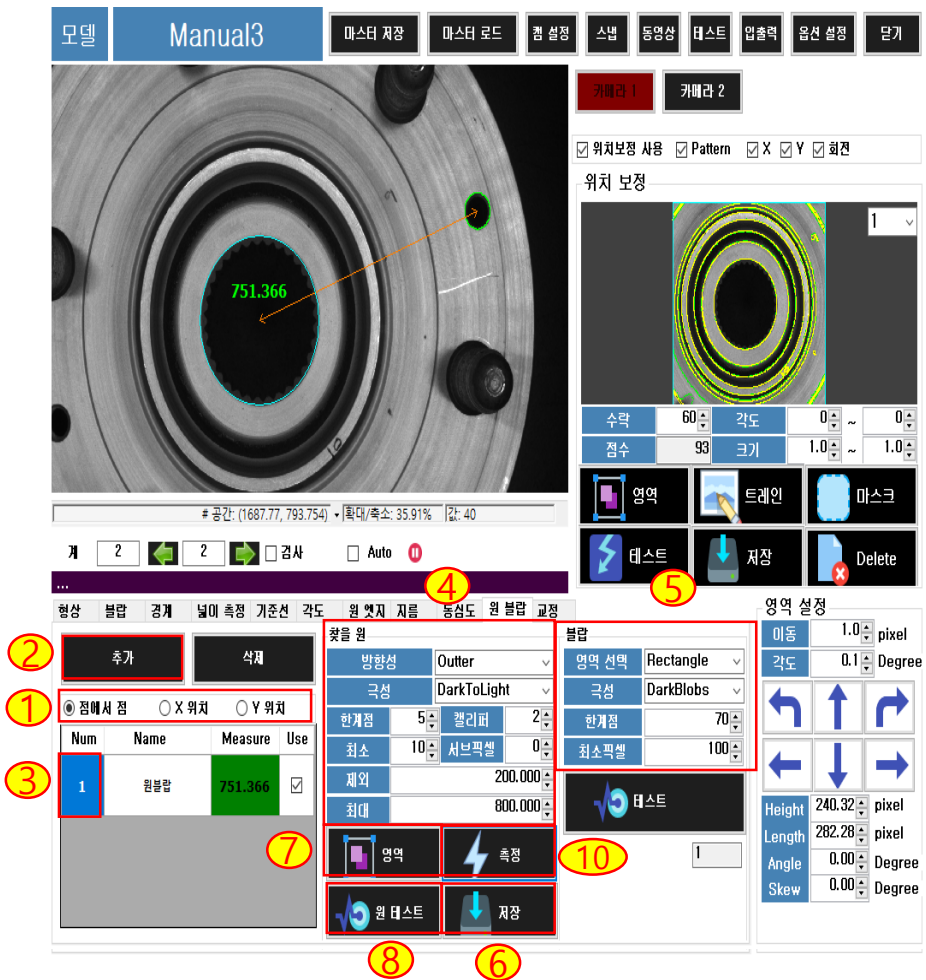 모델 Manual3 마스터 저장 마스터 로드 캠 설정 스냅 동영상 테스트 입출력 옵션 설정 닫기
카메라 1 카메라 2
위치보정 사용 Pattern X Y 회전
위치 보정
1
751.366
수락 60 각도 0 ~ 0
점수 93 크기 1.0 ~ 1.0
영역 트레인 마스크
테스트 저장 Delete
# 공간: (1687.77, 793.754) 확대/축소: 35.91% 값: 40
계 2 2 검사 Auto
...
4
5
형상 블랍 경계 넓이 측정 기준선 각도 원 엣지 지름 동심도 원 블랍 교정
2
추가 삭제
1
점에서 점 X 위치 Y 위치
Num Name Measure Use
3
1 원블랍 751.366
찾을 원
방향성 Outter
극성 DarkToLight
한계점 5 캘리퍼 2
최소 10 서브픽셀 0
제외 200.000
최대 800.000
7
영역 측정
원 테스트 저장
8
6
블랍
영역 선택 Rectangle
극성 DarkBlobs
한계점 70
최소픽셀 100
테스트
10
1
영역 설정
이동 1.0 pixel
각도 0.1 Degree
Height 240.32 pixel
Length 282.28 pixel
Angle 0.00 Degree
Skew 0.00 Degree